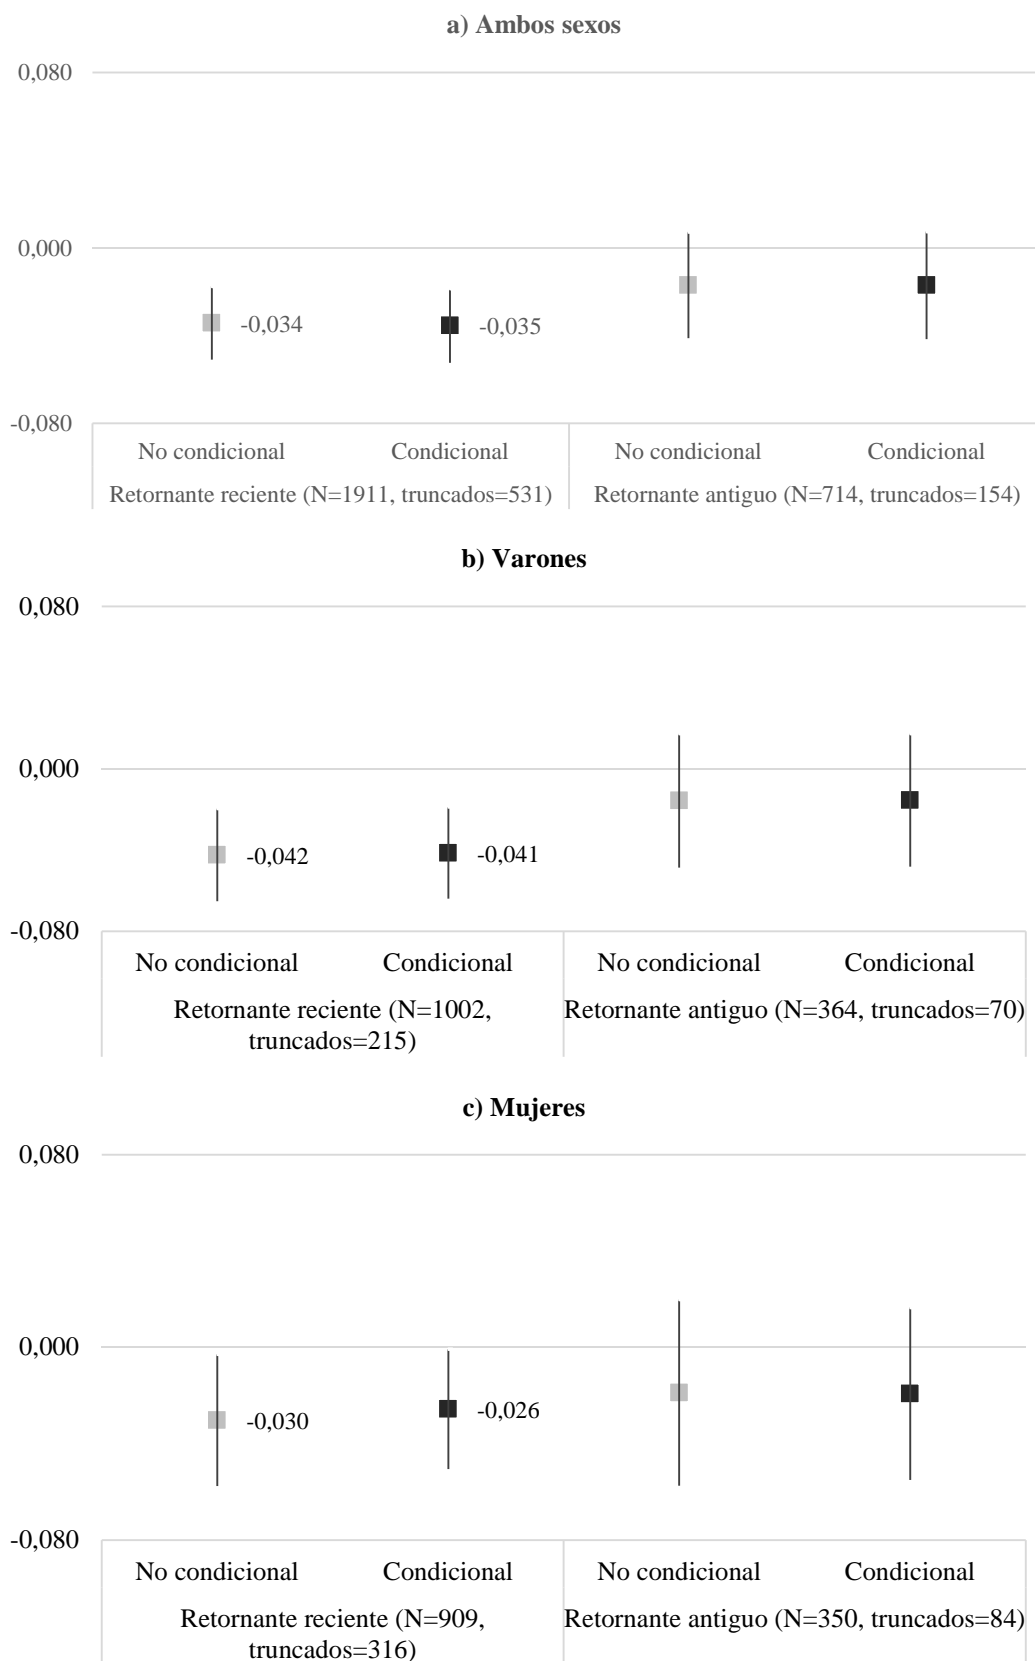 a) Ambos sexos
0,080
0,000
-0,034
-0,035
-0,080
No condicional
Condicional
No condicional
Condicional
Retornante reciente (N=1911, truncados=531)
Retornante antiguo (N=714, truncados=154)
b) Varones
0,080
0,000
-0,042
-0,041
-0,080
No condicional
Condicional
No condicional
Condicional
Retornante reciente (N=1002,
truncados=215)
Retornante antiguo (N=364, truncados=70)
c) Mujeres
0,080
0,000
-0,030
-0,026
-0,080
No condicional
Condicional
No condicional
Condicional
Retornante reciente (N=909,
truncados=316)
Retornante antiguo (N=350, truncados=84)